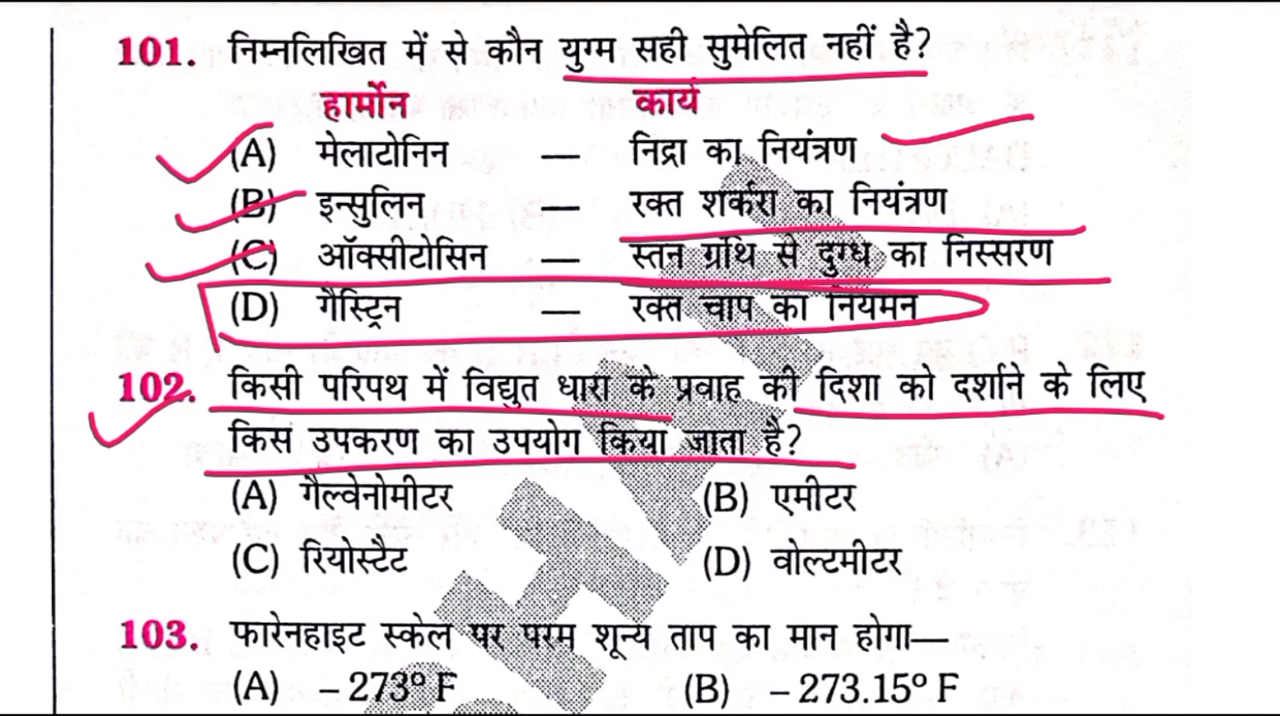 101. निम्नलिखित में से कौन युग्म सही सुमेलित नहीं है?
हार्मोन कार्य
(A) मेलाटोनिन — निद्रा का नियंत्रण
(B) इन्सुलिन — रक्त शर्करा का नियंत्रण
(C) ऑक्सीटोसिन — स्तन ग्रंथि से दुग्ध का निस्सरण
(D) गैस्ट्रिन — रक्त चाप का नियमन
102. किसी परिपथ में विद्युत धारा के प्रवाह की दिशा को दर्शाने के लिए
किस उपकरण का उपयोग किया जाता है?
(A) गैल्वेनोमीटर (B) एमीटर
(C) रियोस्टैट (D) वोल्टमीटर
103. फारेनहाइट स्केल पर परम शून्य ताप का मान होगा—
(A) – 273° F (B) – 273.15° F